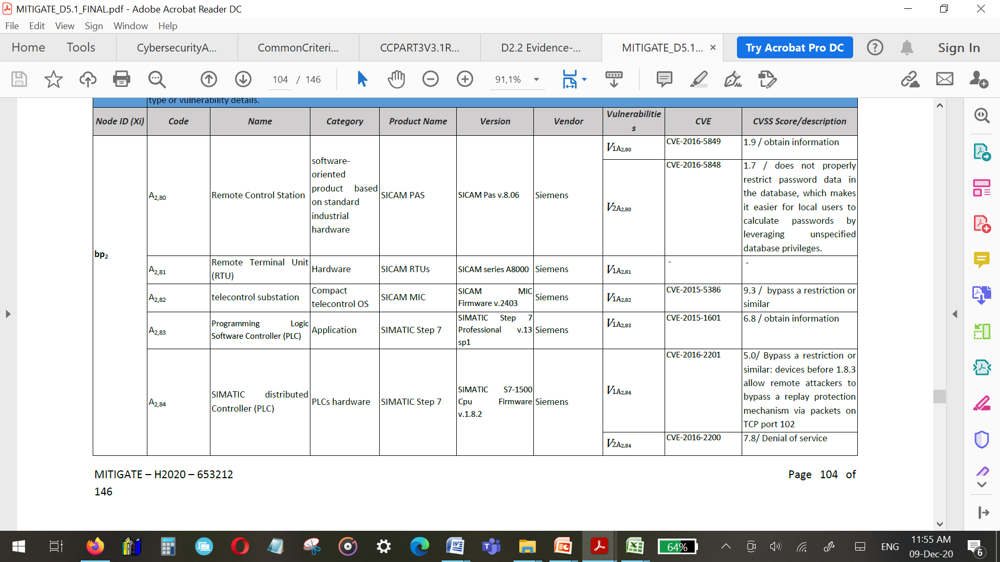 MITIGATE_D5.1_FINAL.pdf - Adobe Acrobat Reader DC
File Edit View Sign Window Help
Home Tools CybersecurityA... CommonCriteri... CCPART3V3.1R... D2.2 Evidence-... MITIGATE_D5.1... × Try Acrobat Pro DC Sign In
104 / 146 91,1%
type or vulnerability details.
Node ID (Xi) Code Name Category Product Name Version Vendor Vulnerabilitie
s CVE CVSS Score/description
bp2
A2,80
Remote Control Station
software-
oriented
product based
on standard
industrial
hardware
SICAM PAS
SICAM Pas v.8.06
Siemens
V1A2,80
CVE-2016-5849
1.9 / obtain information
V2A2,80
CVE-2016-5848
1.7 / does not properly
restrict password data in
the database, which makes
it easier for local users to
calculate passwords by
leveraging unspecified
database privileges.
A2,81
Remote Terminal Unit
(RTU)
Hardware
SICAM RTUs
SICAM series A8000
Siemens
V1A2,81
-
-
A2,82
telecontrol substation
Compact
telecontrol OS
SICAM MIC
SICAM MIC
Firmware v.2403
Siemens
V1A2,82
CVE-2015-5386
9.3 / bypass a restriction or
similar
A2,83
Programming Logic
Software Controller (PLC)
Application
SIMATIC Step 7
SIMATIC Step 7
Professional v.13
sp1
Siemens
V1A2,83
CVE-2015-1601
6.8 / obtain information
A2,84
SIMATIC distributed
Controller (PLC)
PLCs hardware
SIMATIC Step 7
SIMATIC S7-1500
Cpu Firmware
v.1.8.2
Siemens
V1A2,84
CVE-2016-2201
5.0/ Bypass a restriction or
similar: devices before 1.8.3
allow remote attackers to
bypass a replay protection
mechanism via packets on
TCP port 102
V2A2,84
CVE-2016-2200
7.8/ Denial of service
MITIGATE – H2020 – 653212 Page 104 of
146
64% ENG 11:55 AM
09-Dec-20 6